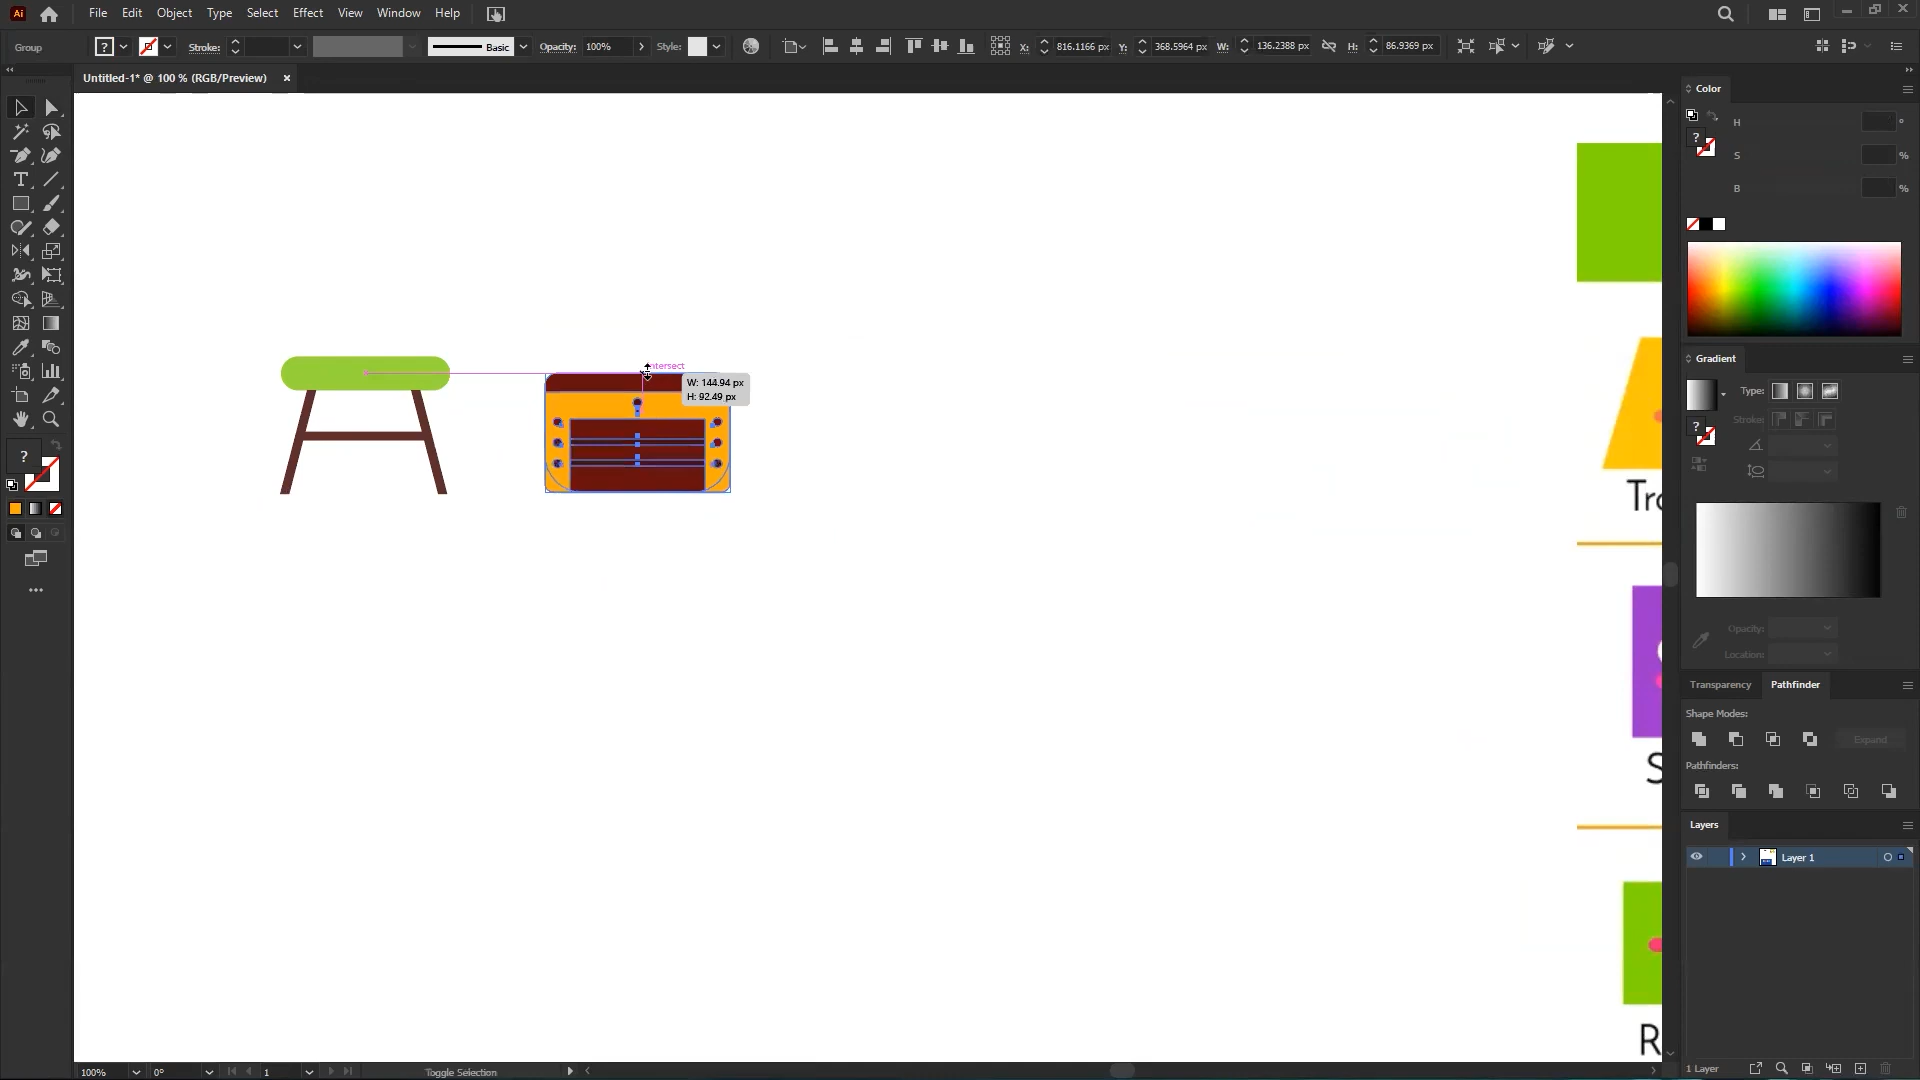 Ai File Edit Object Type Select Effect View Window Help
Group ? Stroke: Basic Opacity: 100% Style: X: 816.1166 px Y: 368.5964 px W: 136.2388 px H: 86.9369 px
Untitled-1* @ 100 % (RGB/Preview) ×
Color
H °
S %
B %
ntersect
W: 144.94 px
H: 92.49 px
Gradient
Type:
Stroke:
Opacity:
Location:
Tro
S
R
Transparency Pathfinder
Shape Modes:
Expand
Pathfinders:
Layers
Layer 1
1 Layer
100% 0° 1 Toggle Selection